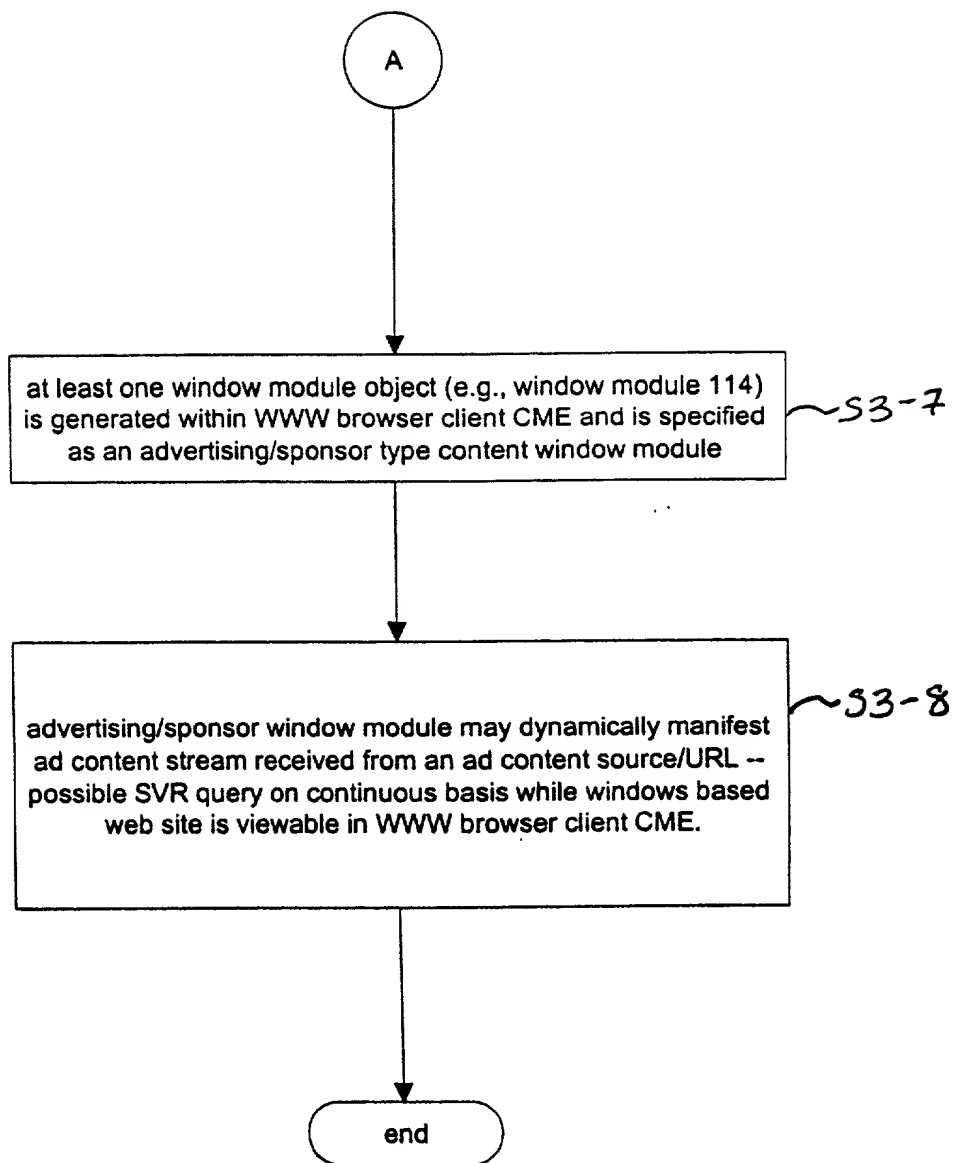 A
at least one window module object (e.g., window module 114)
is generated within WWW browser client CME and is specified
as an advertising/sponsor type content window module
S3-7
advertising/sponsor window module may dynamically manifest
ad content stream received from an ad content source/URL --
possible SVR query on continuous basis while windows based
web site is viewable in WWW browser client CME.
S3-8
end